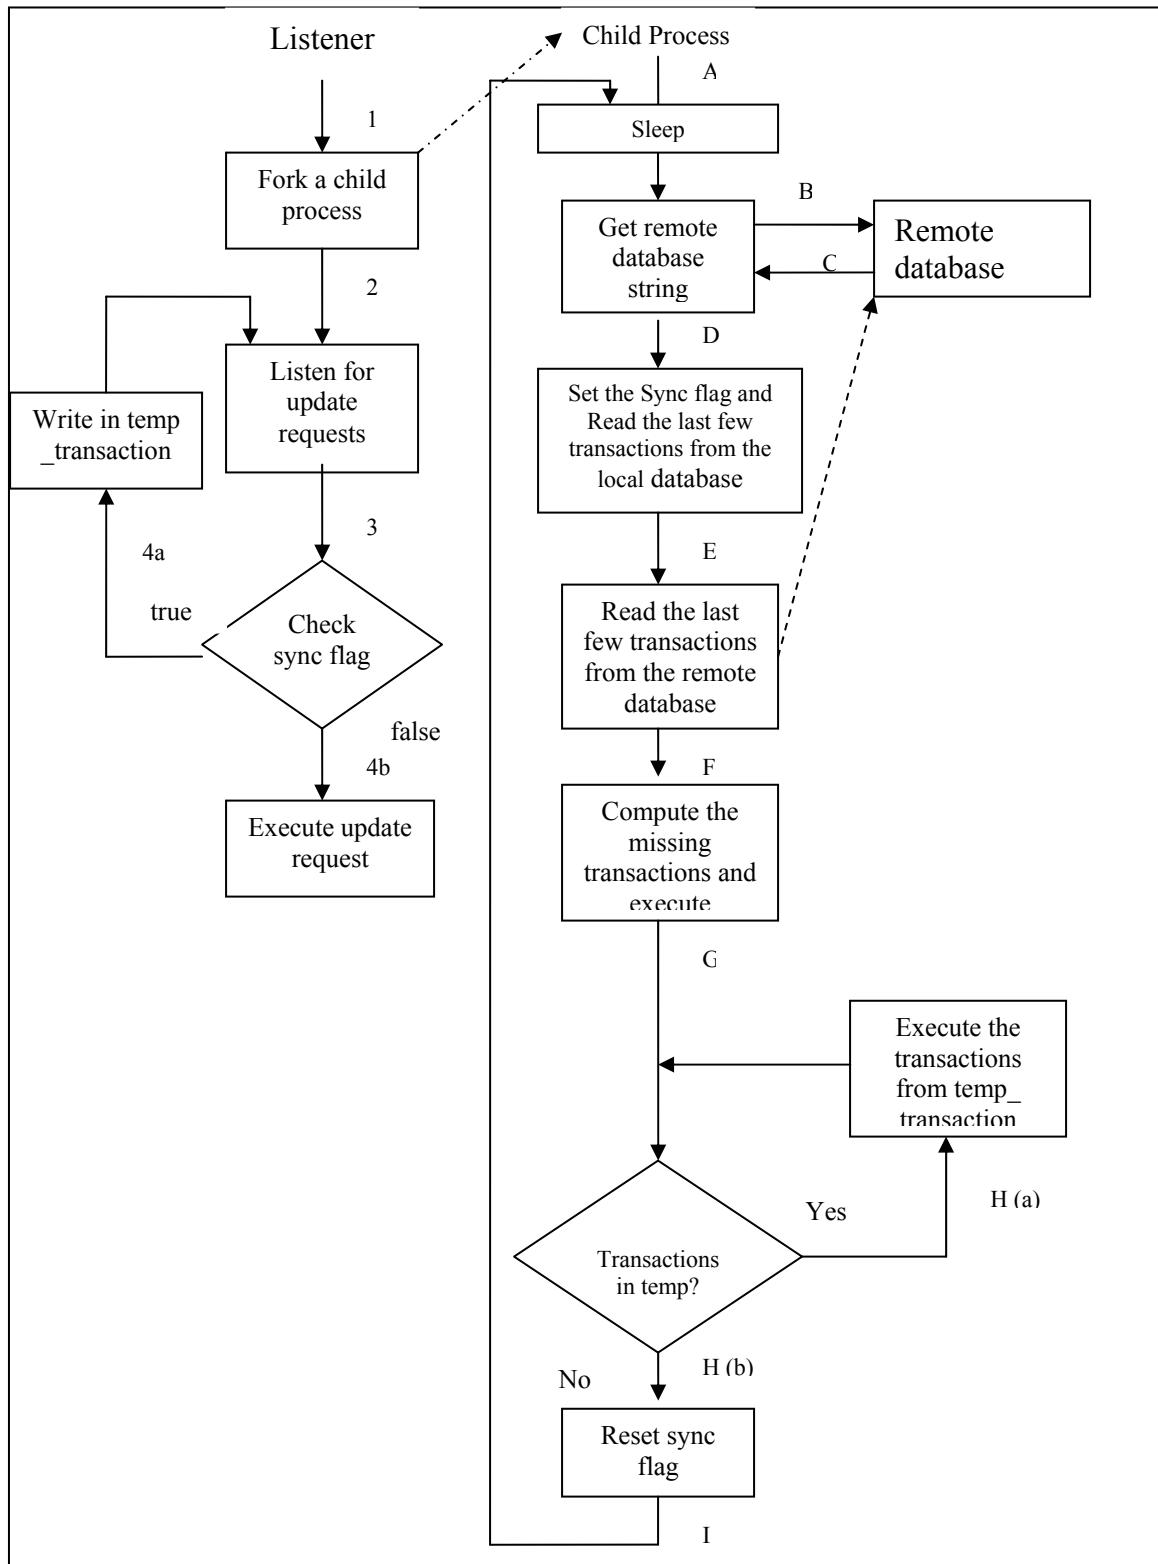 Listener
1
Fork a child
process
2
Listen for
update
requests
Write in temp
_transaction
3
4a
true
Check
sync flag
false
4b
Execute update
request
Child Process
A
Sleep
B
Get remote
database
string
C
Remote
database
D
Set the Sync flag and
Read the last few
transactions from the
local database
E
Read the last
few transactions
from the remote
database
F
Compute the
missing
transactions and
execute
G
Execute the
transactions
from temp_
transaction
H (a)
Yes
Transactions
in temp?
H (b)
No
Reset sync
flag
I